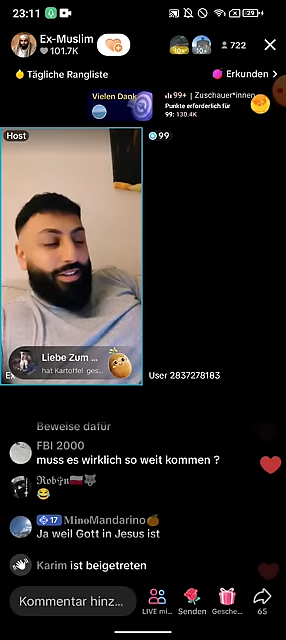 23:11
29
Ex-Muslim
101.7K
722
Tägliche Rangliste
Erkunden >
Vielen Dank
99+ | Zuschauer*innen
Punkte erforderlich für
99: 130.4K
Host
99
Liebe Zum ...
hat Kartoffel ges...
User 2837278183
Beweise dafür
FBI 2000
muss es wirklich so weit kommen ?
😂
17 MinoMandarino🍊
Ja weil Gott in Jesus ist
Karim ist beigetreten
Kommentar hinz...
LIVE mi...
Senden
Gesche...
65